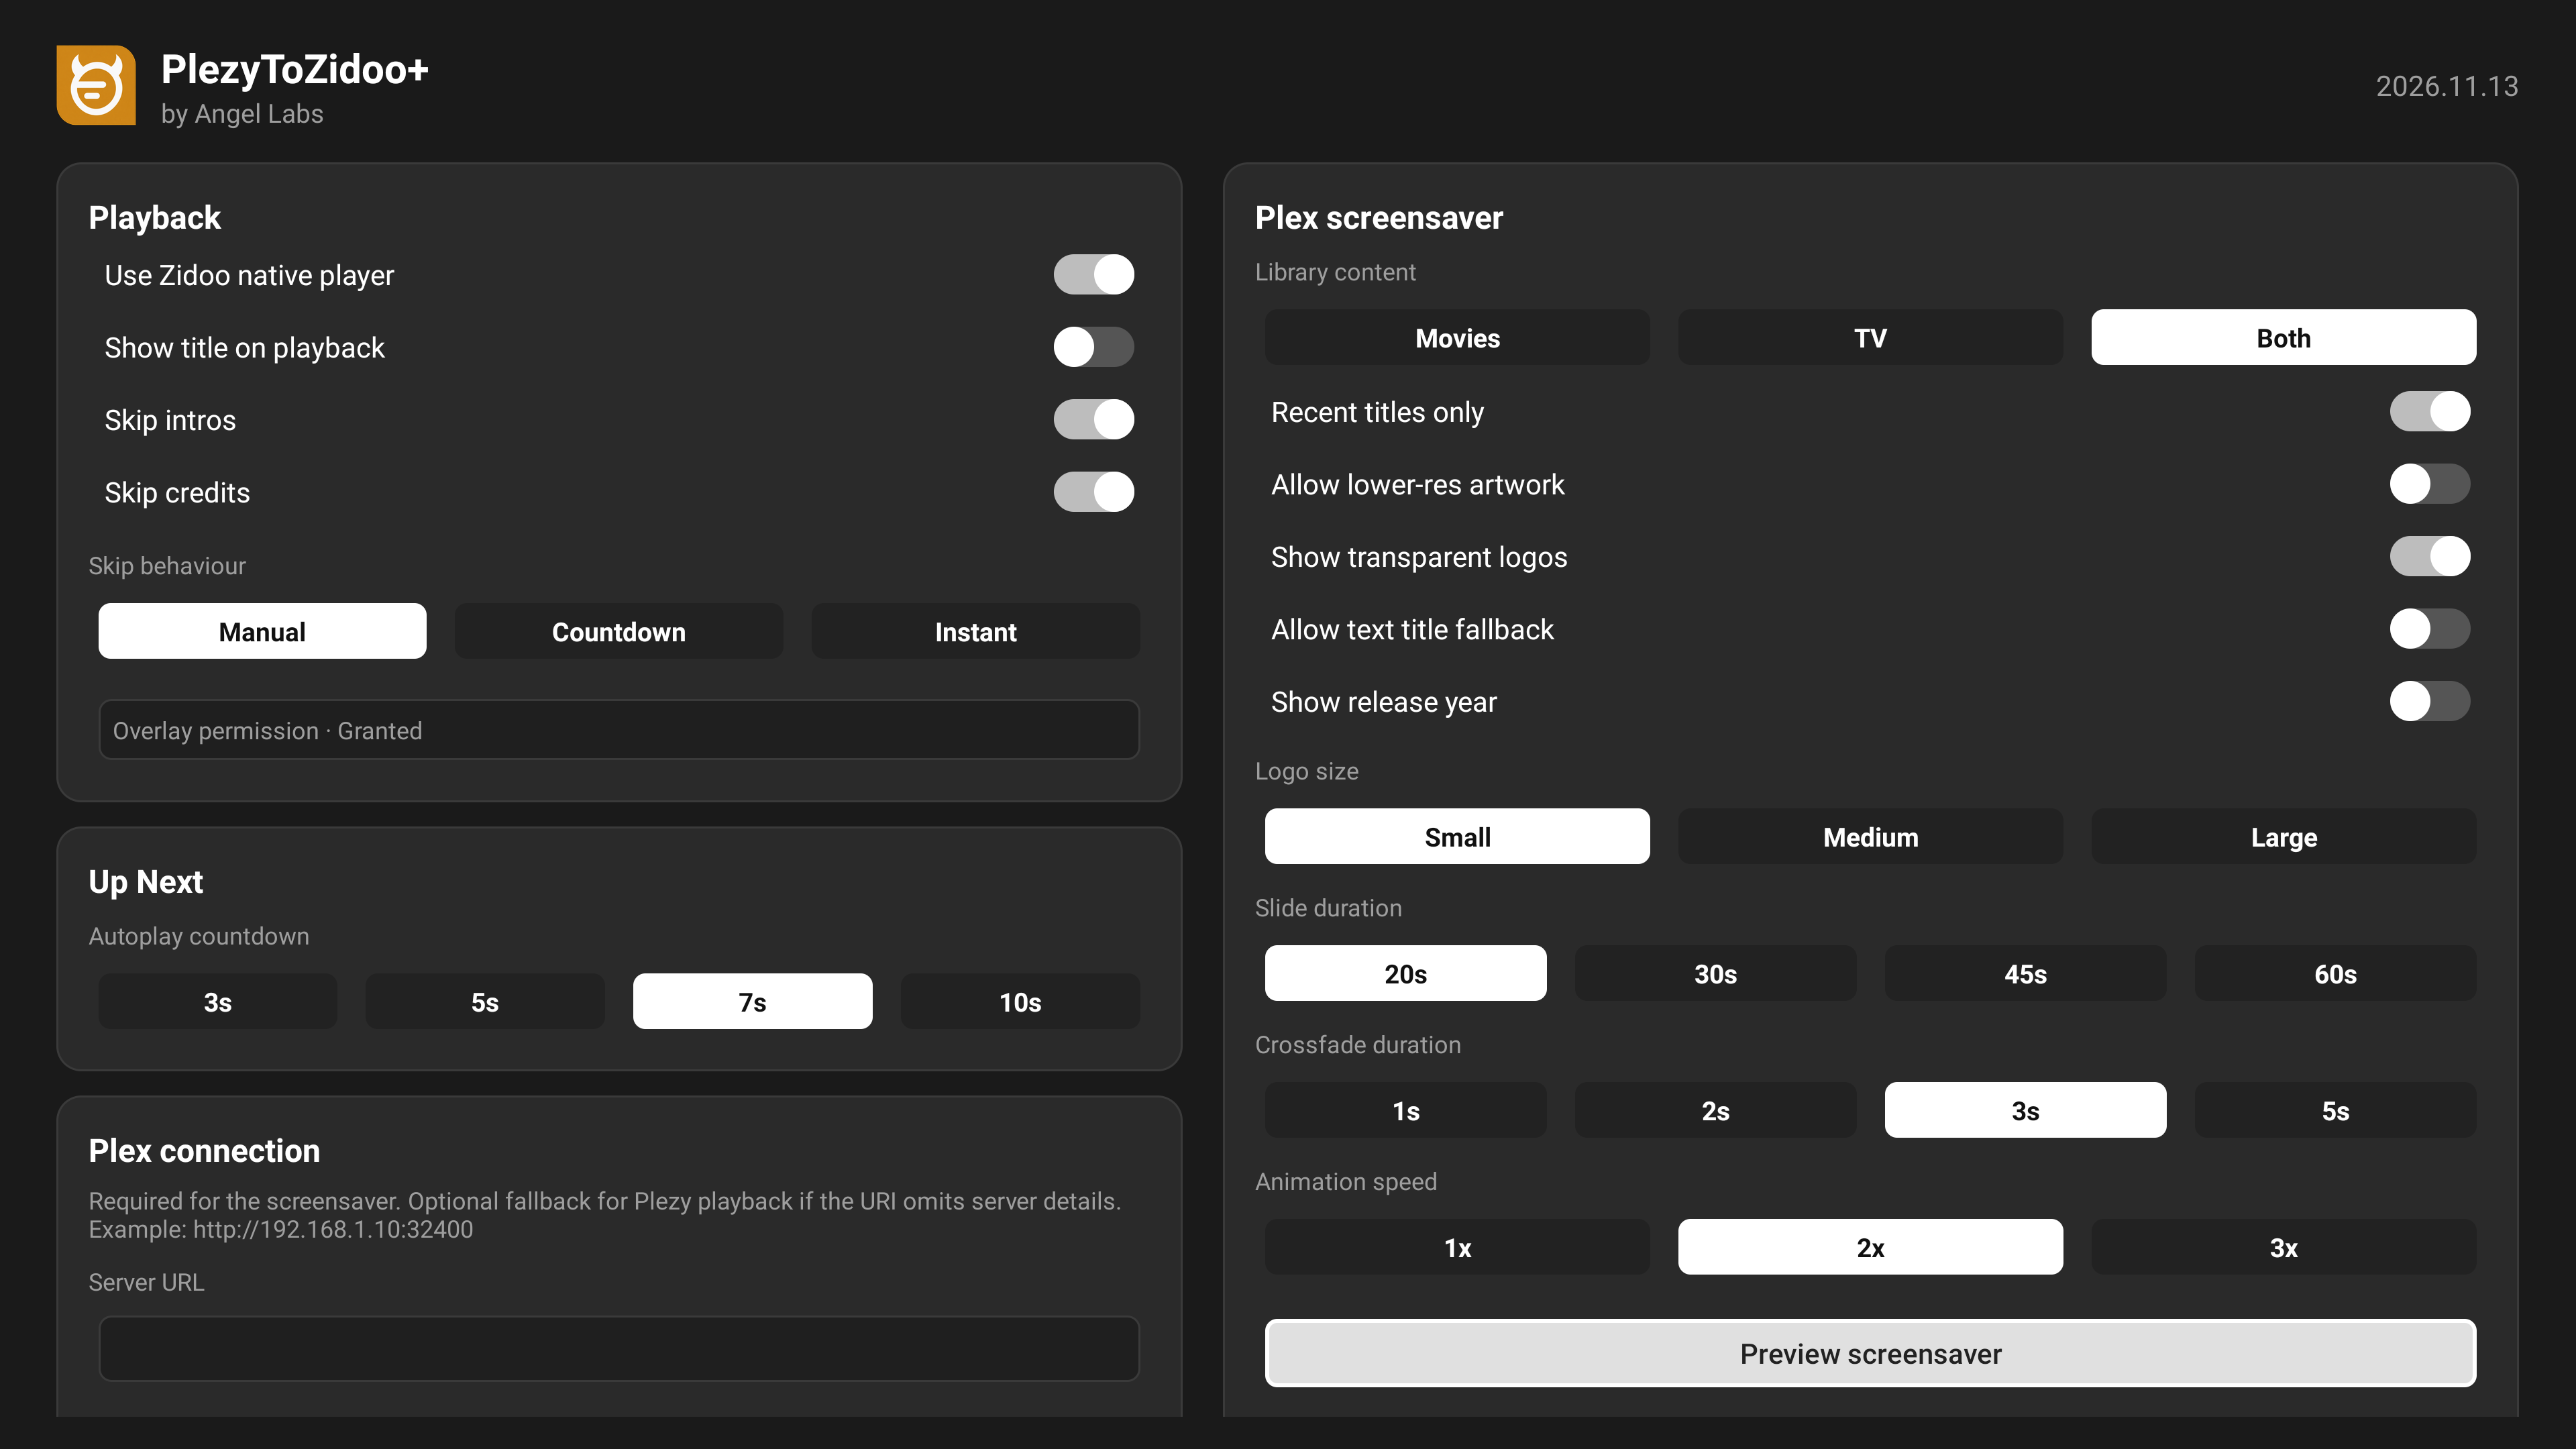 PlezyToZidoo+
by Angel Labs
2026.11.13
Playback
Use Zidoo native player
Show title on playback
Skip intros
Skip credits
Skip behaviour
Manual
Countdown
Instant
Overlay permission · Granted
Up Next
Autoplay countdown
3s
5s
7s
10s
Plex connection
Required for the screensaver. Optional fallback for Plezy playback if the URI omits server details.
Example: http://192.168.1.10:32400
Server URL
Plex screensaver
Library content
Movies
TV
Both
Recent titles only
Allow lower-res artwork
Show transparent logos
Allow text title fallback
Show release year
Logo size
Small
Medium
Large
Slide duration
20s
30s
45s
60s
Crossfade duration
1s
2s
3s
5s
Animation speed
1x
2x
3x
Preview screensaver